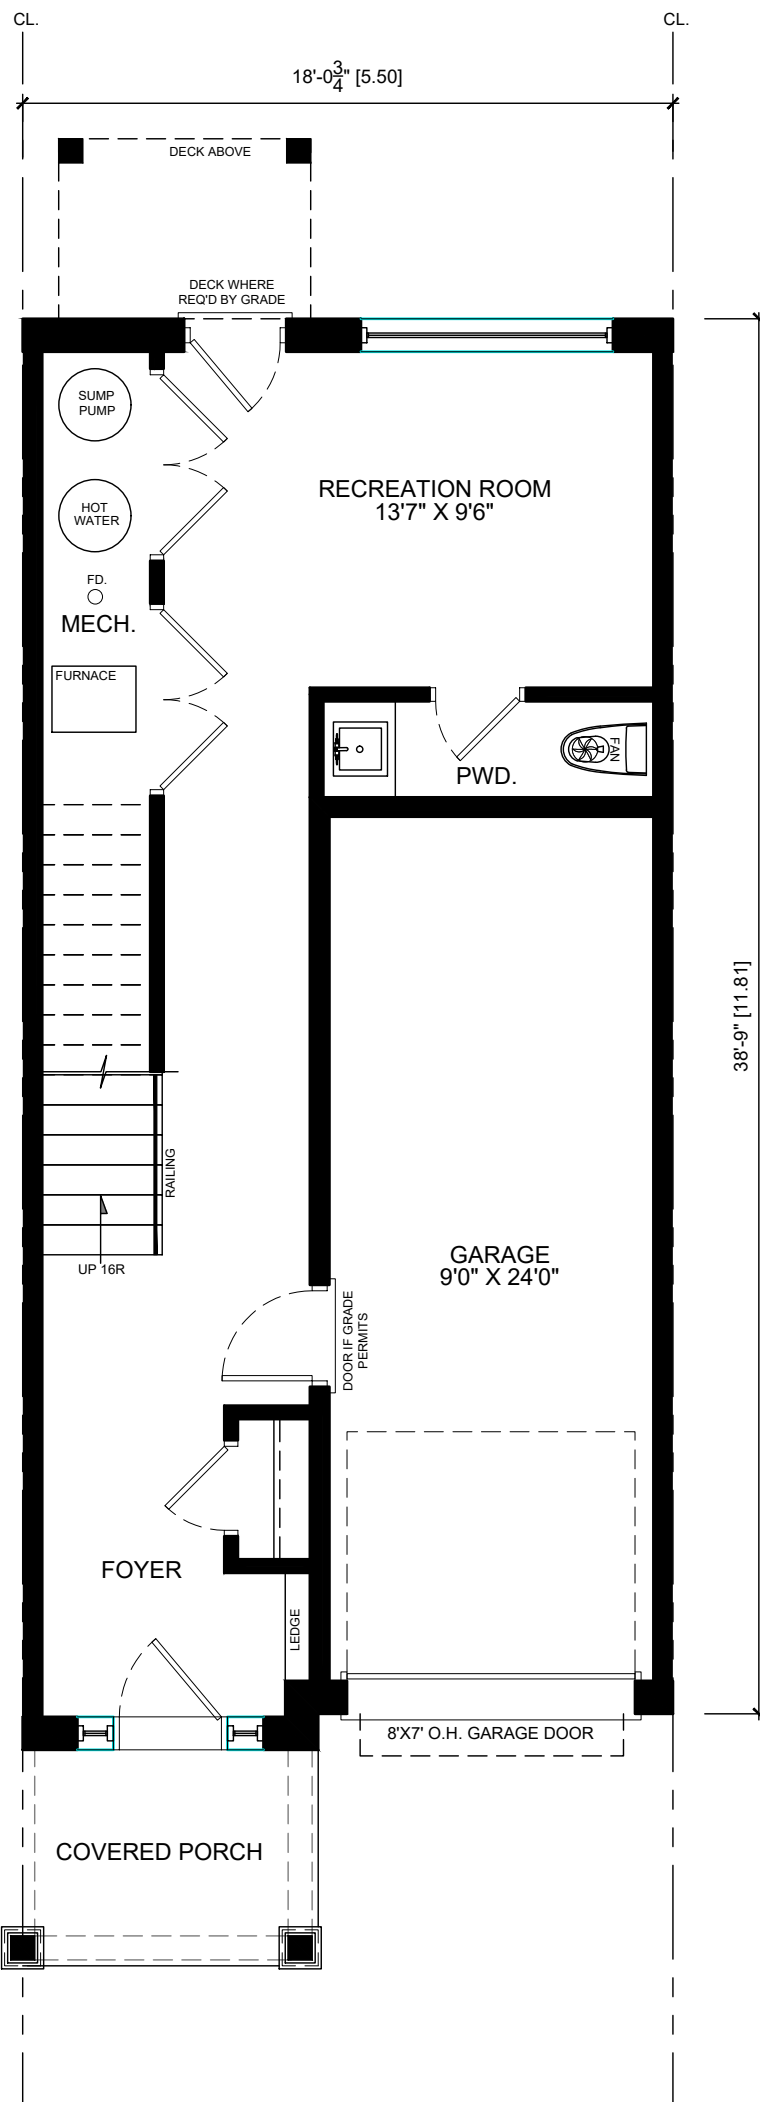 CL.
CL.
18'-0 3/4" [5.50]
DECK ABOVE
DECK WHERE
REQ'D BY GRADE
SUMP
PUMP
RECREATION ROOM
13'7" X 9'6"
HOT
WATER
FD.
MECH.
FURNACE
FAN
PWD.
38'-9" [11.81]
RAILING
UP 16R
GARAGE
9'0" X 24'0"
DOOR IF GRADE
PERMITS
FOYER
LEDGE
8'X7' O.H. GARAGE DOOR
COVERED PORCH